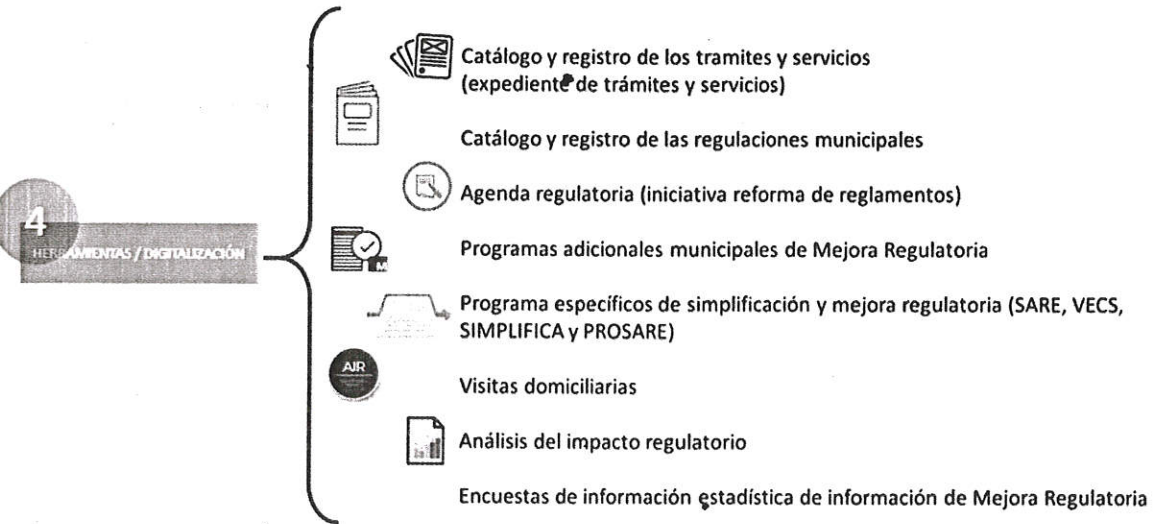 Catálogo y registro de los tramites y servicios
(expediente de trámites y servicios)
Catálogo y registro de las regulaciones municipales
Agenda regulatoria (iniciativa reforma de reglamentos)
4
HERRAMIENTAS / DIGITALIZACIÓN
Programas adicionales municipales de Mejora Regulatoria
Programa específicos de simplificación y mejora regulatoria (SARE, VECS,
SIMPLIFICA y PROSARE)
AIR
Visitas domiciliarias
Análisis del impacto regulatorio
Encuestas de información estadística de información de Mejora Regulatoria